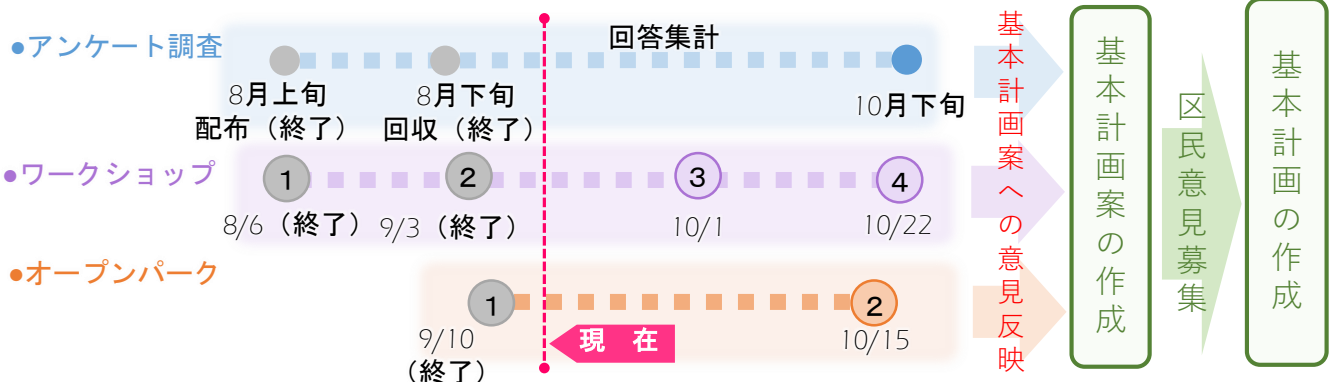 ●アンケート調査
回答集計
8月上旬
配布（終了）
8月下旬
回収（終了）
10月下旬
●ワークショップ
1
2
3
4
8/6（終了）
9/3（終了）
10/1
10/22
●オープンパーク
1
2
9/10
（終了）
現　在
10/15
基本計画案への意見反映
基本計画案の作成
区民意見募集
基本計画の作成